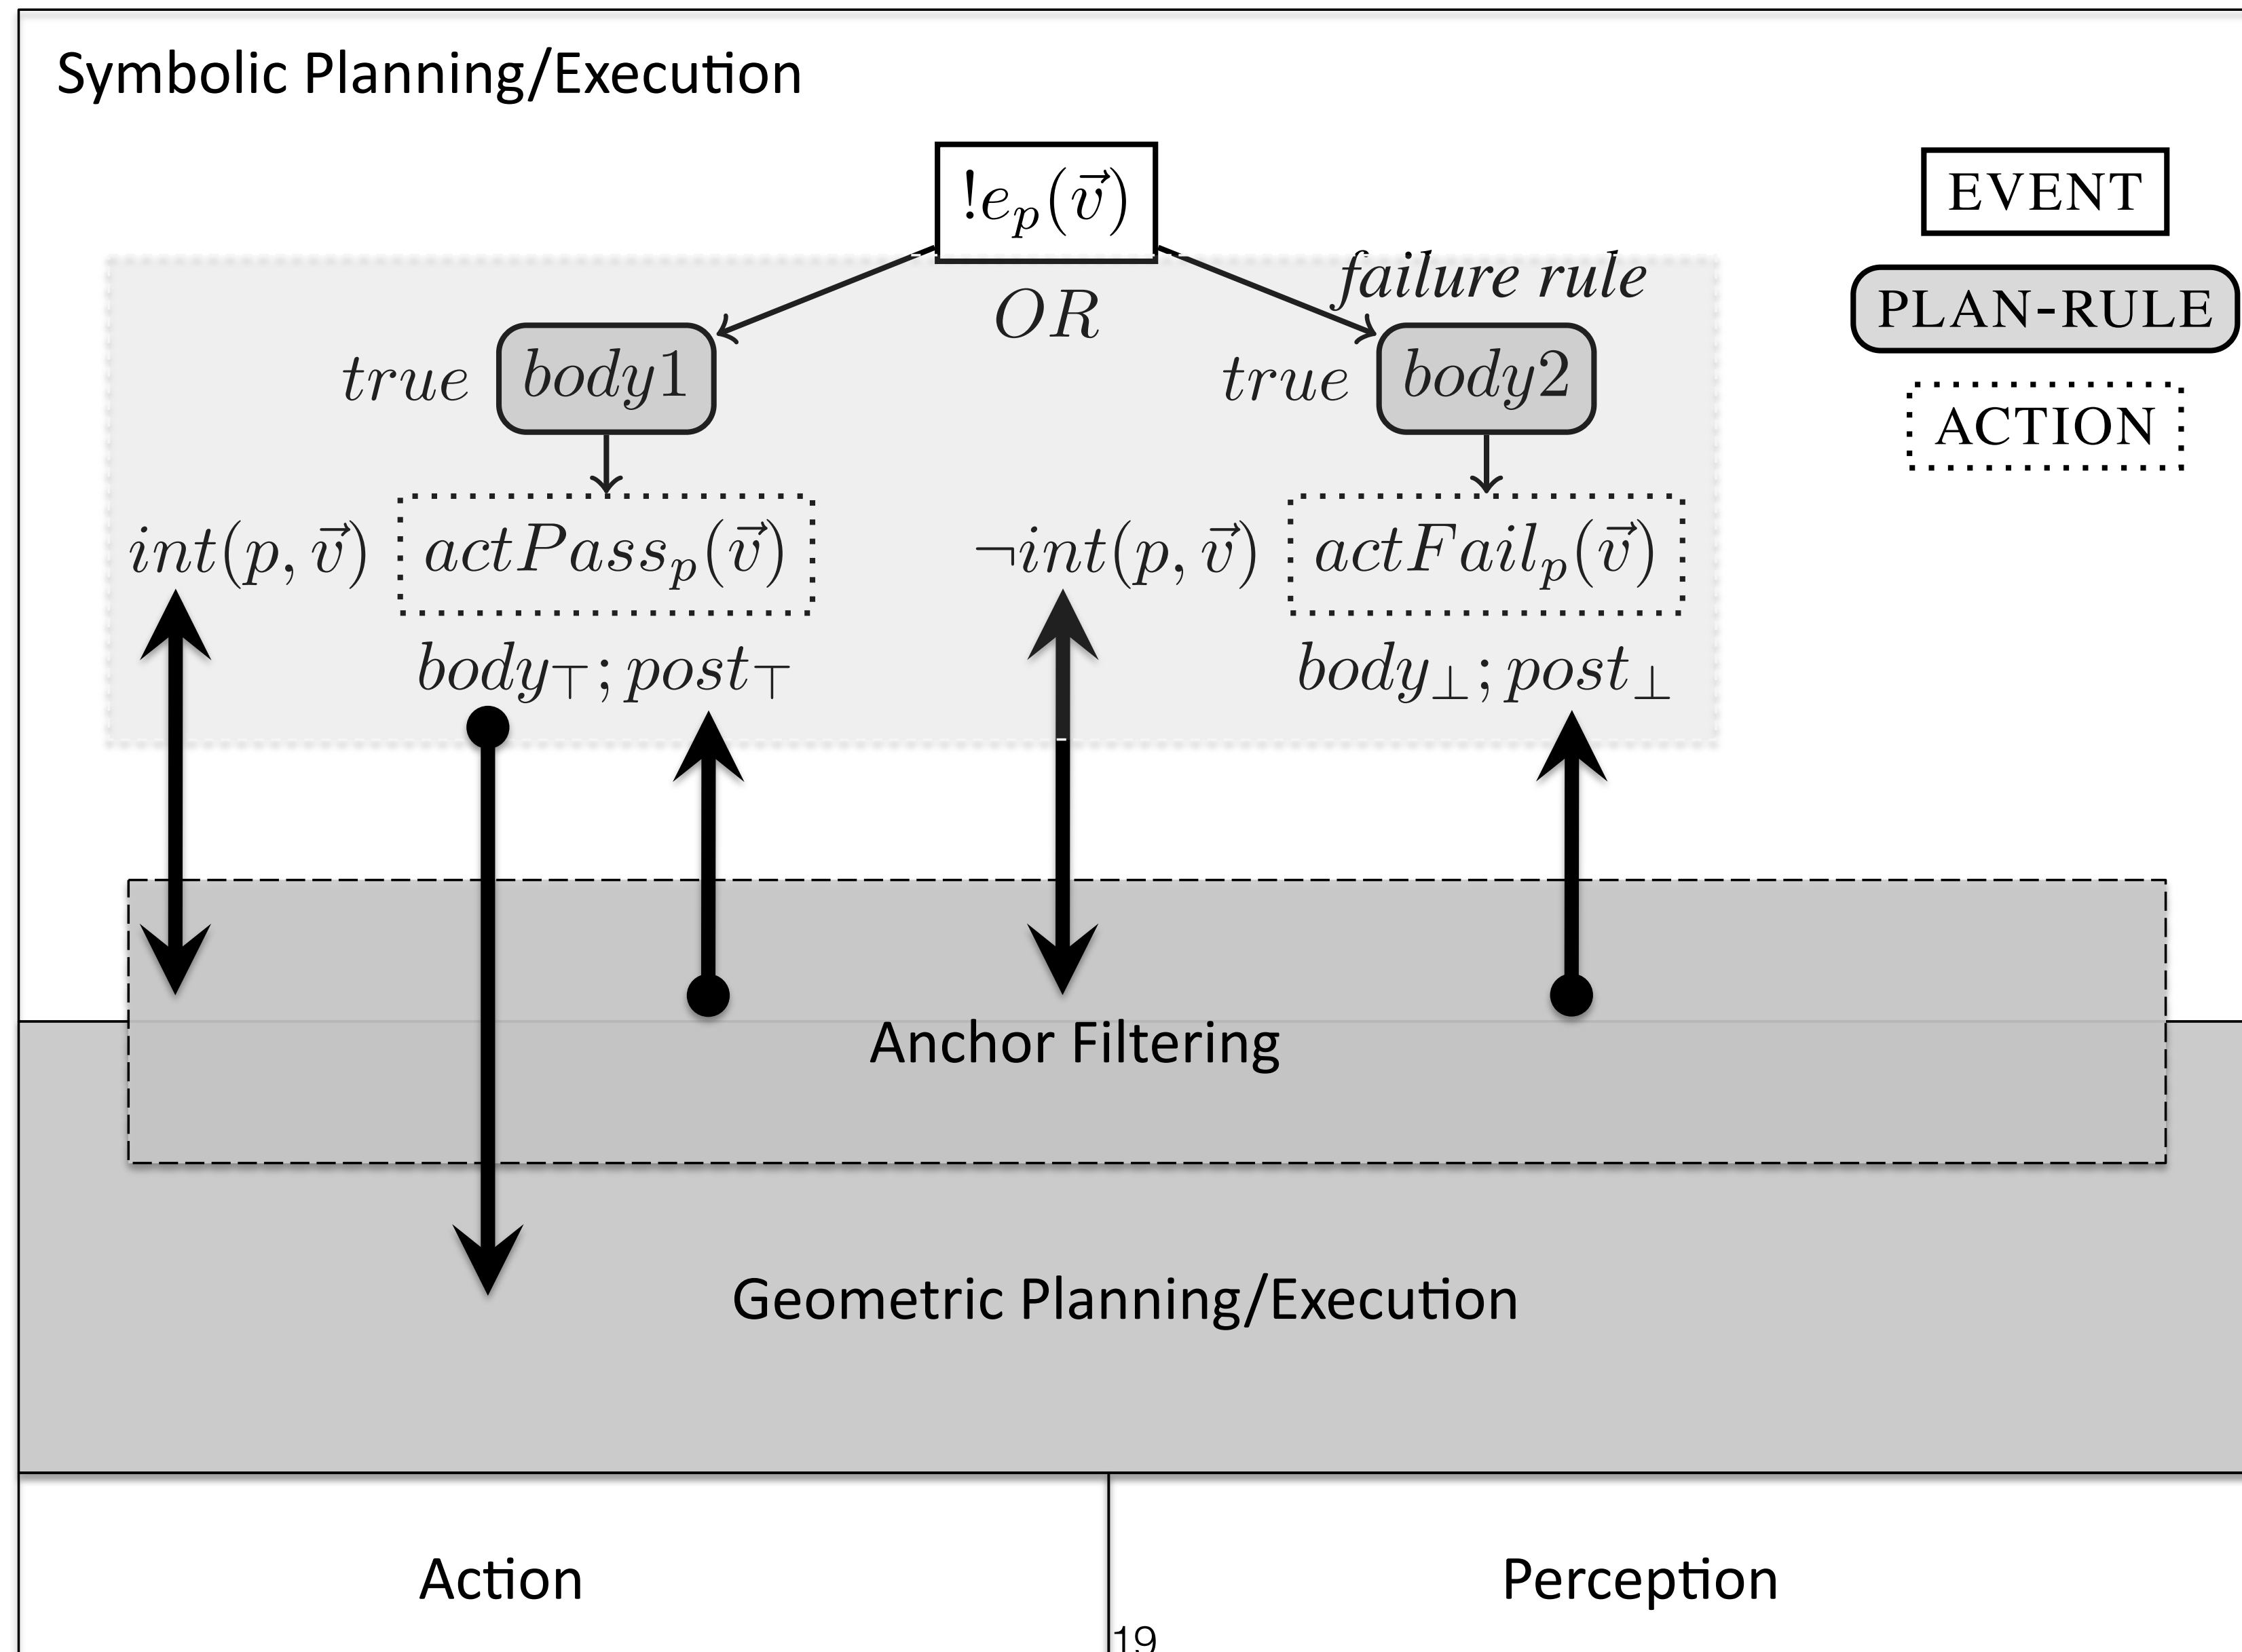 Symbolic Planning/Execution
!e_p(v⃗)
EVENT
failure rule
OR
PLAN-RULE
true body1
true body2
ACTION
int(p, v⃗) actPass_p(v⃗)
¬int(p, v⃗) actFail_p(v⃗)
body_⊤; post_⊤
body_⊥; post_⊥
Anchor Filtering
Geometric Planning/Execution
Action
Perception
19